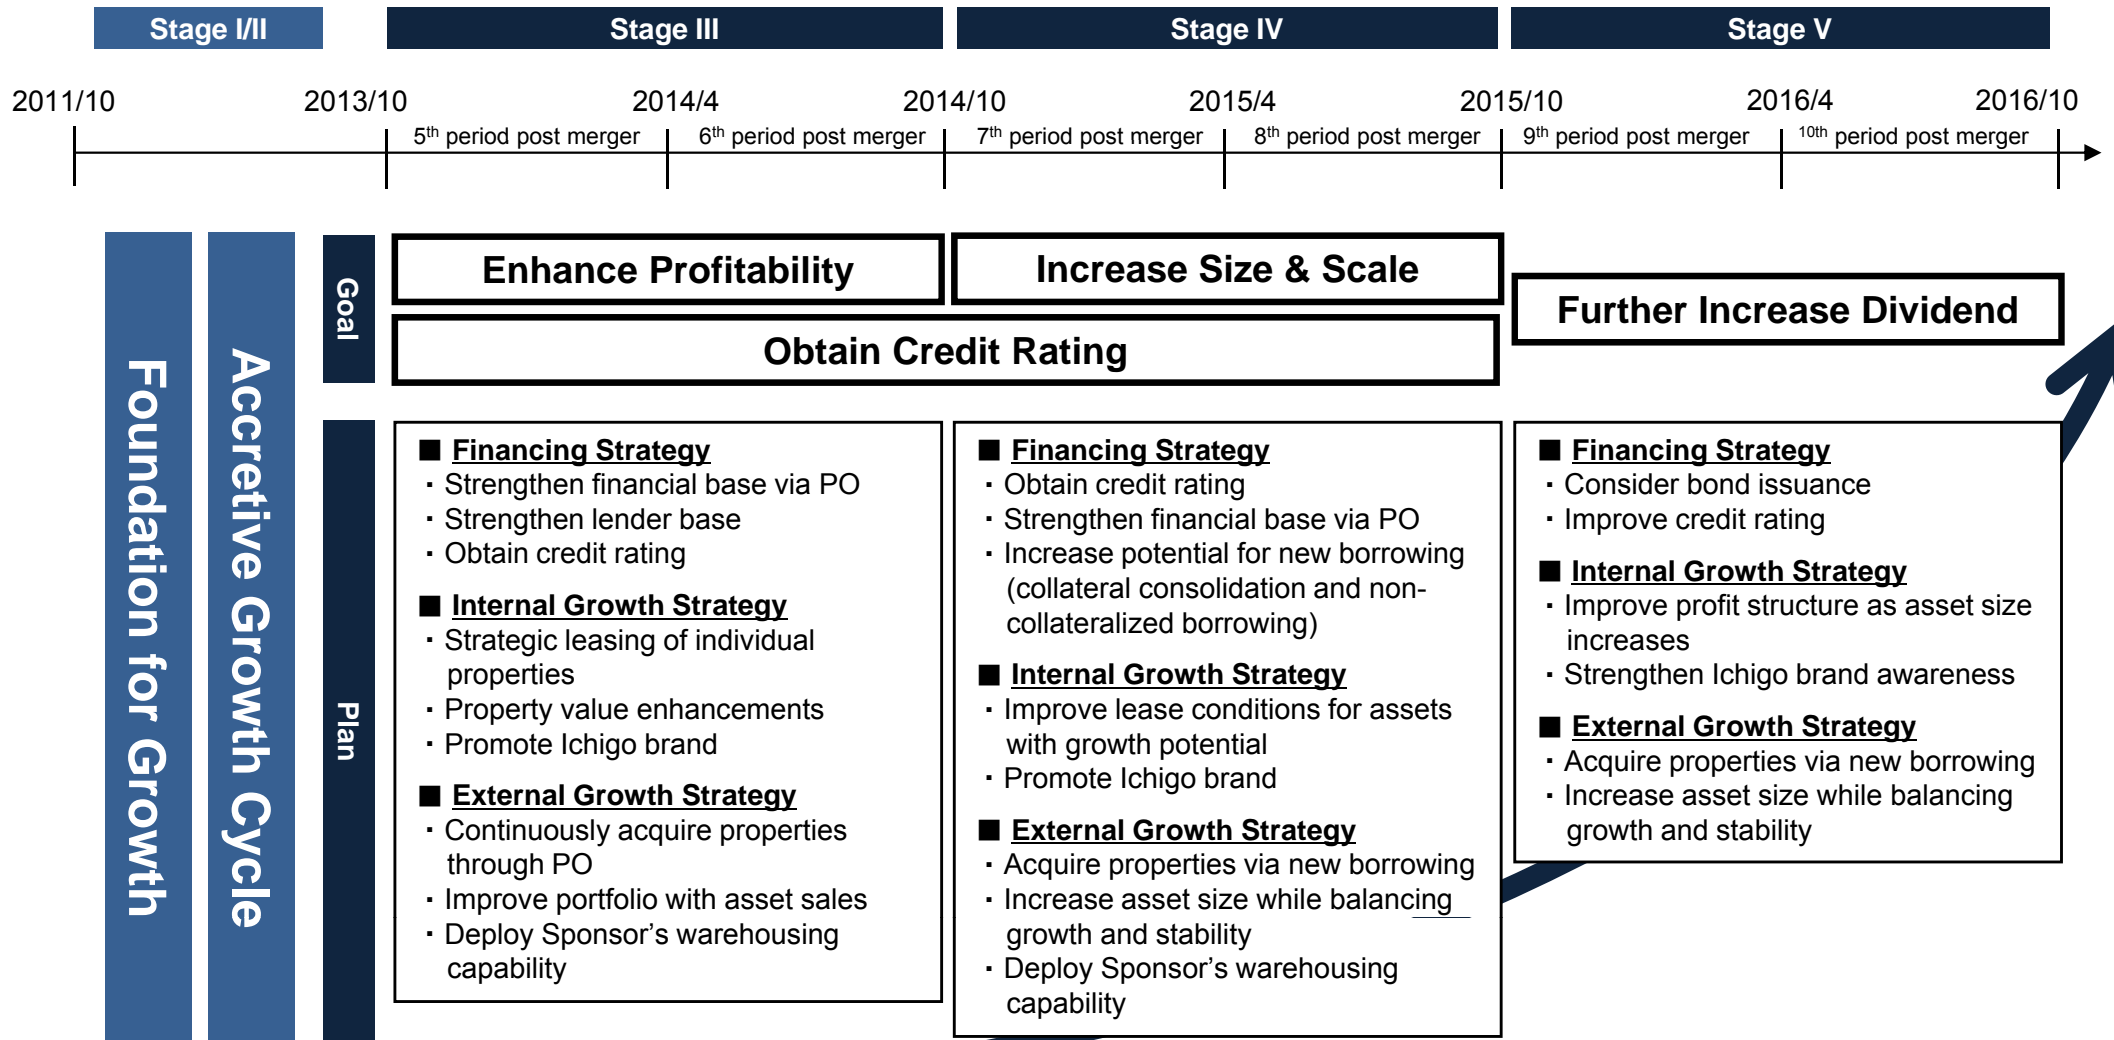 Stage I/II
Stage III
Stage IV
Stage V
2011/10
2013/10
2014/4
2014/10
2015/4
2015/10
2016/4
2016/10
5th period post merger
6th period post merger
7th period post merger
8th period post merger
9th period post merger
10th period post merger
Foundation for Growth
Accretive Growth Cycle
Goal
Enhance Profitability
Increase Size & Scale
Further Increase Dividend
Obtain Credit Rating
Plan
■ Financing Strategy
・Strengthen financial base via PO
・Strengthen lender base
・Obtain credit rating
■ Internal Growth Strategy
・Strategic leasing of individual
properties
・Property value enhancements
・Promote Ichigo brand
■ External Growth Strategy
・Continuously acquire properties
through PO
・Improve portfolio with asset sales
・Deploy Sponsor's warehousing
capability
■ Financing Strategy
・Obtain credit rating
・Strengthen financial base via PO
・Increase potential for new borrowing
(collateral consolidation and non-
collateralized borrowing)
■ Internal Growth Strategy
・Improve lease conditions for assets
with growth potential
・Promote Ichigo brand
■ External Growth Strategy
・Acquire properties via new borrowing
・Increase asset size while balancing
growth and stability
・Deploy Sponsor's warehousing
capability
■ Financing Strategy
・Consider bond issuance
・Improve credit rating
■ Internal Growth Strategy
・Improve profit structure as asset size
increases
・Strengthen Ichigo brand awareness
■ External Growth Strategy
・Acquire properties via new borrowing
・Increase asset size while balancing
growth and stability